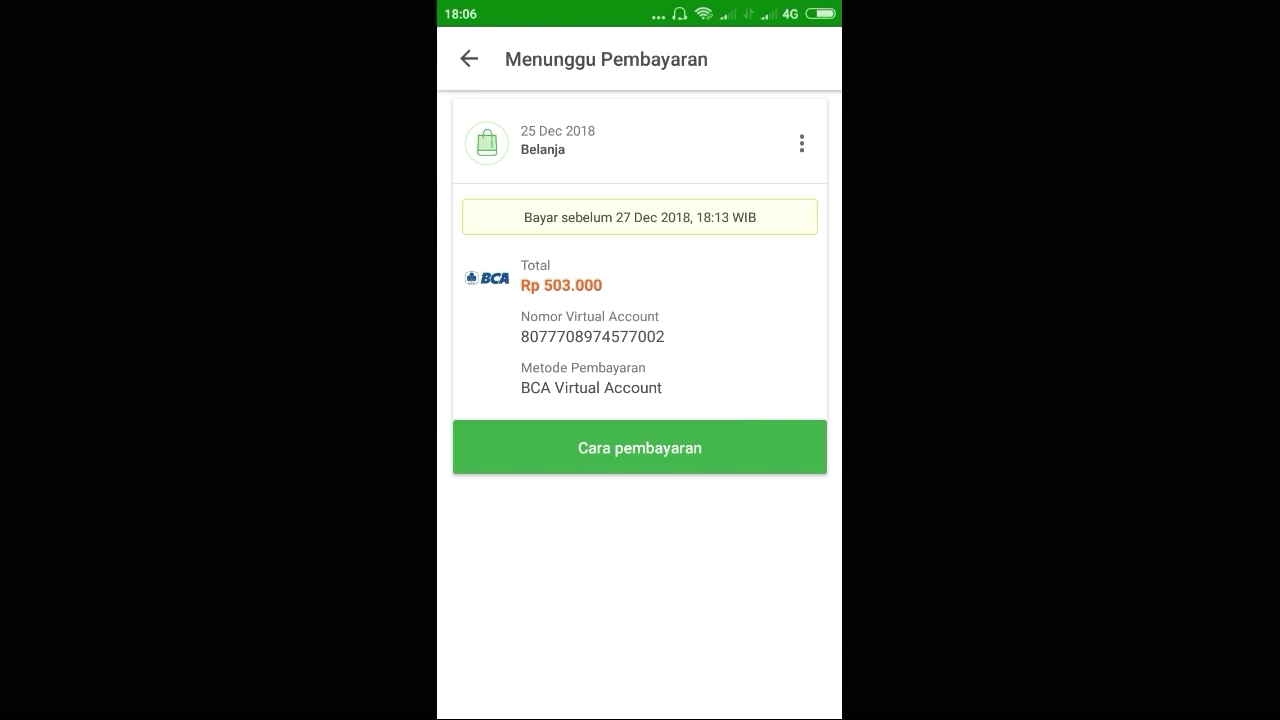 18:06
4G
Menunggu Pembayaran
25 Dec 2018
Belanja
Bayar sebelum 27 Dec 2018, 18:13 WIB
BCA
Total
Rp 503.000
Nomor Virtual Account
8077708974577002
Metode Pembayaran
BCA Virtual Account
Cara pembayaran